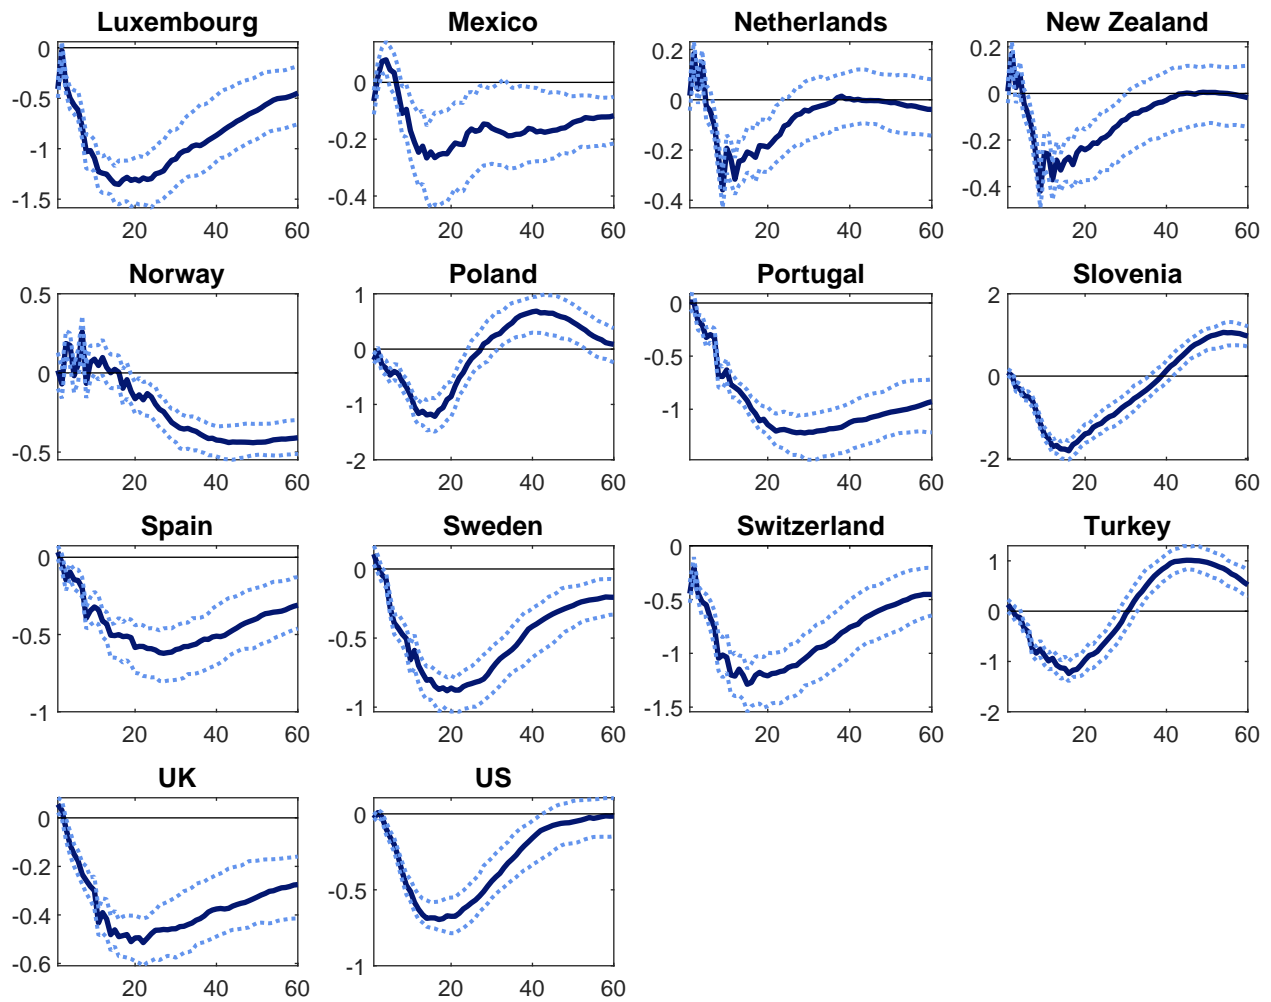 Luxembourg Mexico Netherlands New Zealand
0 -0.5 -1 -1.5 20 40 60
0 -0.2 -0.4 20 40 60
0.2 0 -0.2 -0.4 20 40 60
0.2 0 -0.2 -0.4 20 40 60
Norway Poland Portugal Slovenia
0.5 0 -0.5 20 40 60
1 0 -1 -2 20 40 60
0 -0.5 -1 20 40 60
2 0 -2 20 40 60
Spain Sweden Switzerland Turkey
0 -0.5 -1 20 40 60
0 -0.5 -1 20 40 60
0 -0.5 -1 -1.5 20 40 60
1 0 -1 -2 20 40 60
UK US
0 -0.2 -0.4 -0.6 20 40 60
0 -0.5 -1 20 40 60